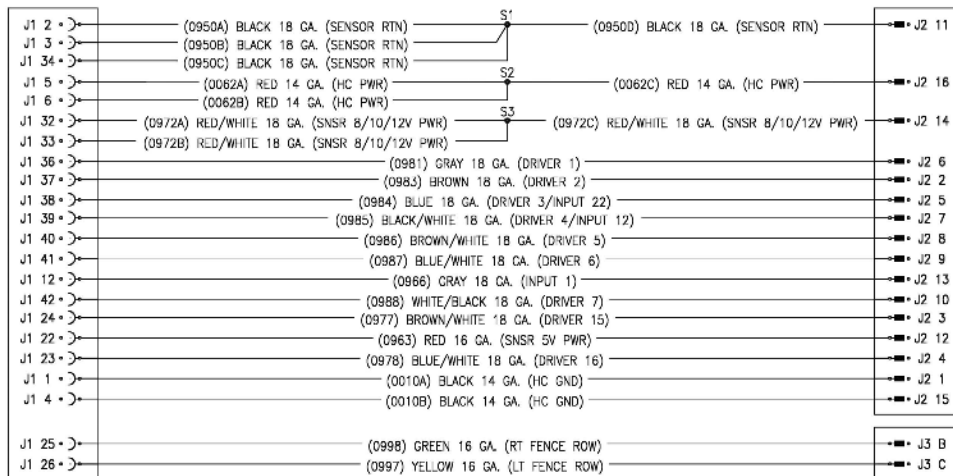 S1
J1 2 (0950A) BLACK 18 GA. (SENSOR RTN) (0950D) BLACK 18 GA. (SENSOR RTN) J2 11
J1 3 (0950B) BLACK 18 GA. (SENSOR RTN)
J1 34 (0950C) BLACK 18 GA. (SENSOR RTN)
S2
J1 5 (0062A) RED 14 GA. (HC PWR) (0062C) RED 14 GA. (HC PWR) J2 16
J1 6 (0062B) RED 14 GA. (HC PWR)
S3
J1 32 (0972A) RED/WHITE 18 GA. (SNSR 8/10/12V PWR) (0972C) RED/WHITE 18 GA. (SNSR 8/10/12V PWR) J2 14
J1 33 (0972B) RED/WHITE 18 GA. (SNSR 8/10/12V PWR)
J1 36 (0981) GRAY 18 GA. (DRIVER 1) J2 6
J1 37 (0983) BROWN 18 GA. (DRIVER 2) J2 2
J1 38 (0984) BLUE 18 GA. (DRIVER 3/INPUT 22) J2 5
J1 39 (0985) BLACK/WHITE 18 GA. (DRIVER 4/INPUT 12) J2 7
J1 40 (0986) BROWN/WHITE 18 GA. (DRIVER 5) J2 8
J1 41 (0987) BLUE/WHITE 18 GA. (DRIVER 6) J2 9
J1 12 (0966) GRAY 18 GA. (INPUT 1) J2 13
J1 42 (0988) WHITE/BLACK 18 GA. (DRIVER 7) J2 10
J1 24 (0977) BROWN/WHITE 18 GA. (DRIVER 15) J2 3
J1 22 (0963) RED 16 GA. (SNSR 5V PWR) J2 12
J1 23 (0978) BLUE/WHITE 18 GA. (DRIVER 16) J2 4
J1 1 (0010A) BLACK 14 GA. (HC GND) J2 1
J1 4 (0010B) BLACK 14 GA. (HC GND) J2 15
J1 25 (0998) GREEN 16 GA. (RT FENCE ROW) J3 B
J1 26 (0997) YELLOW 16 GA. (LT FENCE ROW) J3 C